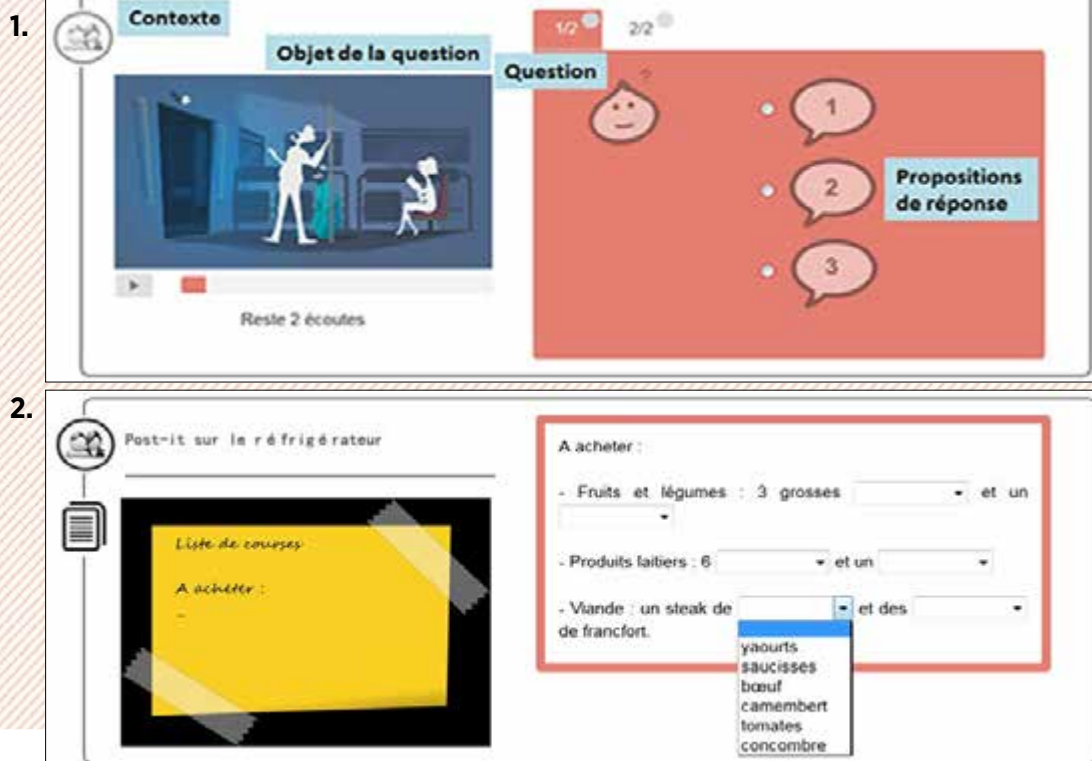 1.
Contexte
Objet de la question
Reste 2 écoutes
1/2
2/2
Question
?
1
2
3
Propositions
de réponse
2.
Post-it sur le réfrigérateur
Liste de courses
A acheter :
-
A acheter :
- Fruits et légumes : 3 grosses et un
- Produits laitiers : 6 et un
- Viande : un steak de et des
de francfort.
yaourts
saucisses
bœuf
camembert
tomates
concombre